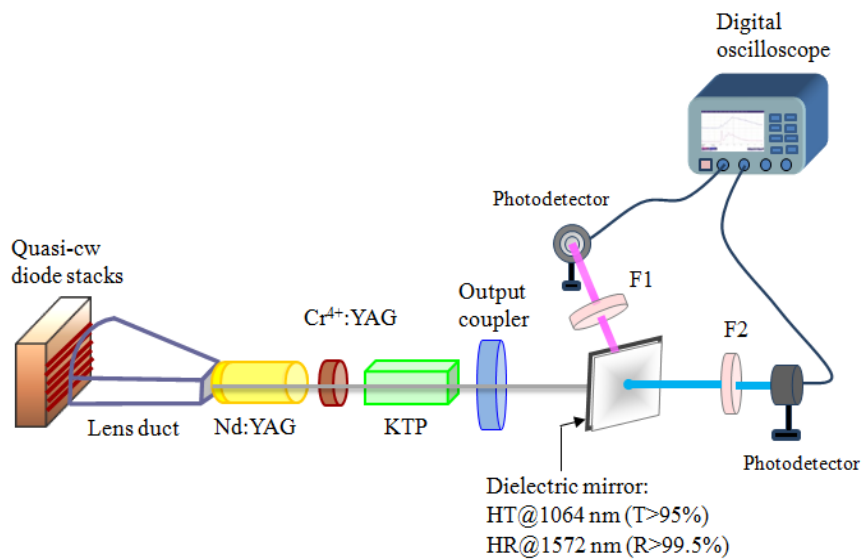 Digital
oscilloscope
Photodetector
Quasi-cw
diode stacks
F1
Output
coupler
Cr4+:YAG
F2
Lens duct
Nd:YAG
KTP
Photodetector
Dielectric mirror:
HT@1064 nm (T>95%)
HR@1572 nm (R>99.5%)